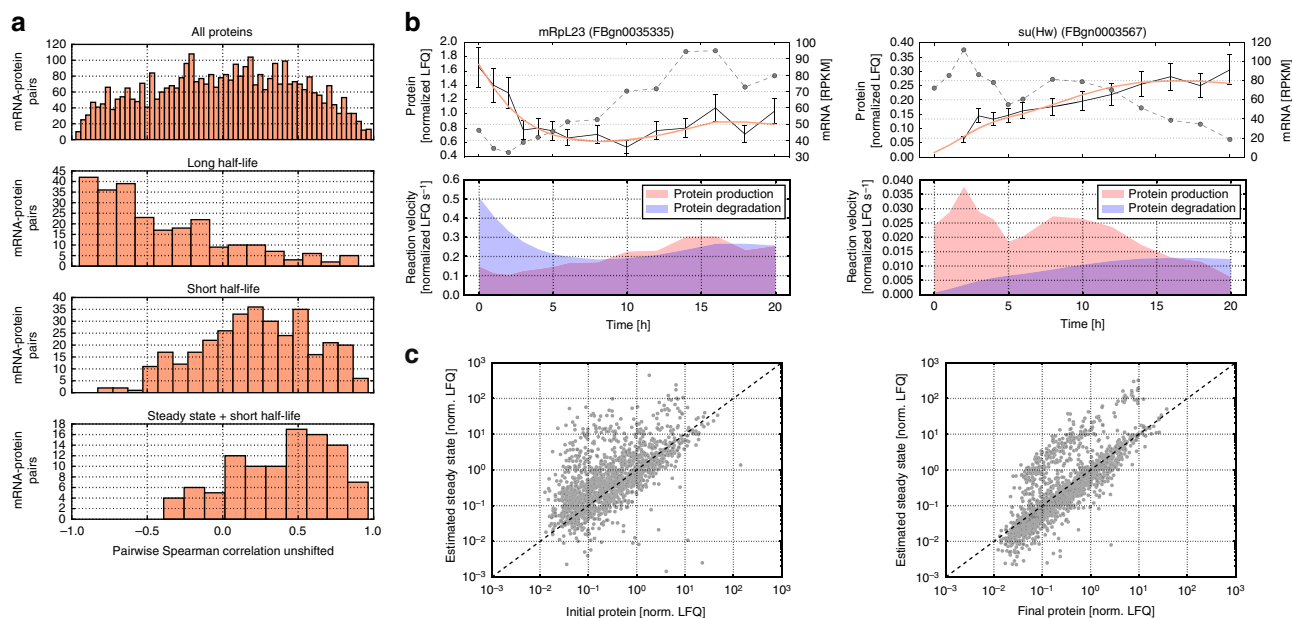 a
All proteins
mRNA-protein
pairs
120
100
80
60
40
20
0
Long half-life
mRNA-protein
pairs
45
40
35
30
25
20
15
10
5
0
Short half-life
mRNA-protein
pairs
40
35
30
25
20
15
10
5
0
Steady state + short half-life
mRNA-protein
pairs
18
16
14
12
10
8
6
4
2
0
−1.0 −0.5 0.0 0.5 1.0
Pairwise Spearman correlation unshifted
b
mRpL23 (FBgn0035335)
Protein
[normalized LFQ]
2.0
1.8
1.6
1.4
1.2
1.0
0.8
0.6
0.4
100
90
80
70
60
50
40
30
mRNA [RPKM]
Reaction velocity
[normalized LFQ s⁻¹]
0.6
0.5
0.4
0.3
0.2
0.1
0.0
Protein production
Protein degradation
0 5 10 15 20
Time [h]
su(Hw) (FBgn0003567)
Protein
[normalized LFQ]
0.40
0.35
0.30
0.25
0.20
0.15
0.10
0.05
0.00
120
100
80
60
40
20
0
mRNA [RPKM]
Reaction velocity
[normalized LFQ s⁻¹]
0.040
0.035
0.030
0.025
0.020
0.015
0.010
0.005
0.000
Protein production
Protein degradation
0 5 10 15 20
Time [h]
c
Estimated steady state [norm. LFQ]
10³
10²
10¹
10⁰
10⁻¹
10⁻²
10⁻³
10⁻³ 10⁻² 10⁻¹ 10⁰ 10¹ 10² 10³
Initial protein [norm. LFQ]
Estimated steady state [norm. LFQ]
10³
10²
10¹
10⁰
10⁻¹
10⁻²
10⁻³
10⁻³ 10⁻² 10⁻¹ 10⁰ 10¹ 10² 10³
Final protein [norm. LFQ]